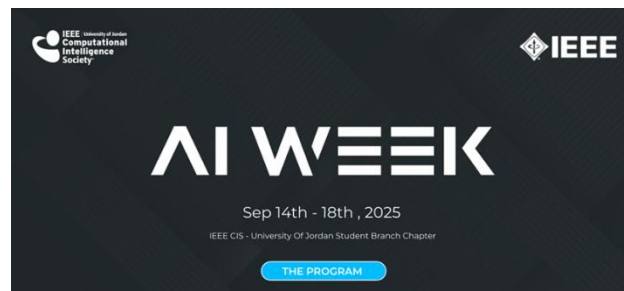 IEEE University of Jordan
Computational
Intelligence
Society
IEEE
AI WEEK
Sep 14th - 18th , 2025
IEEE CIS - University Of Jordan Student Branch Chapter
THE PROGRAM